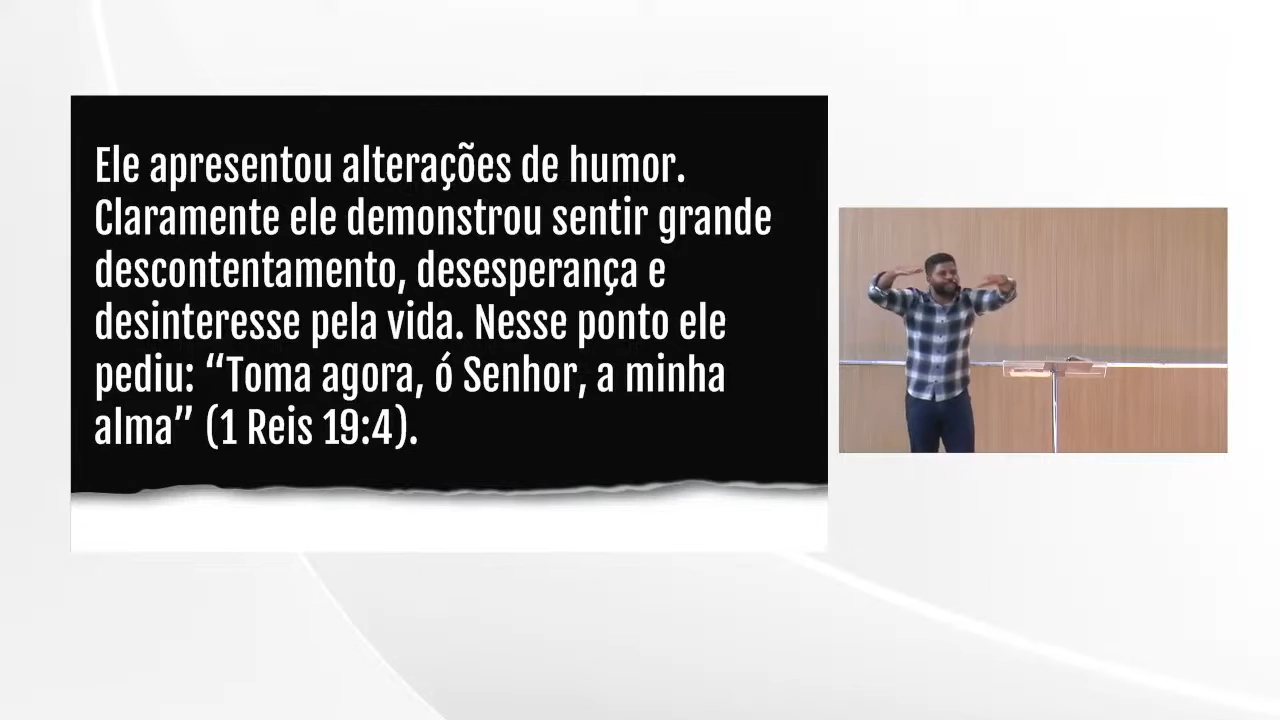 Ele apresentou alterações de humor.
Claramente ele demonstrou sentir grande
descontentamento, desesperança e
desinteresse pela vida. Nesse ponto ele
pediu: “Toma agora, ó Senhor, a minha
alma” (1 Reis 19:4).